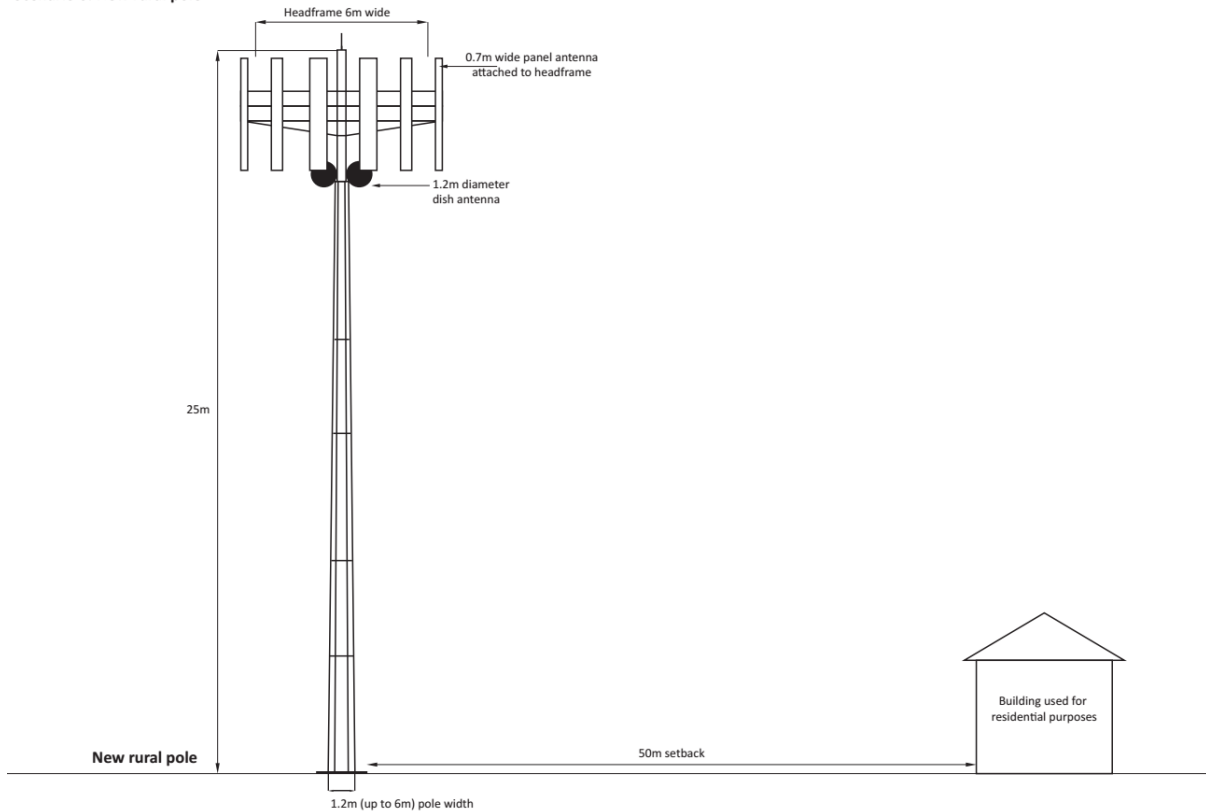 Headframe 6m wide
0.7m wide panel antenna
attached to headframe
1.2m diameter
dish antenna
25m
Building used for
residential purposes
New rural pole
50m setback
1.2m (up to 6m) pole width